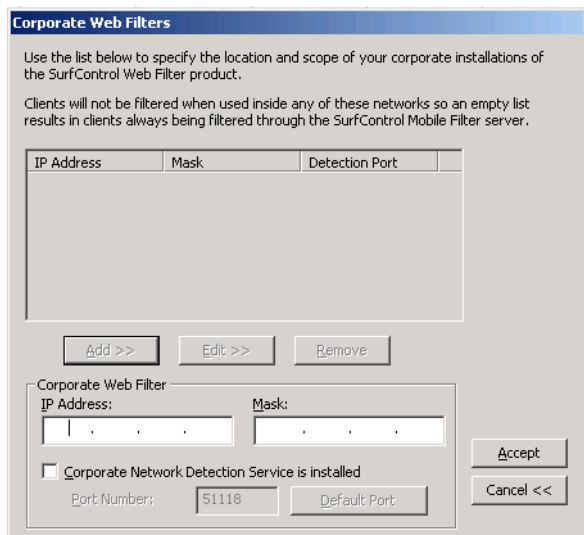 Corporate Web Filters
Use the list below to specify the location and scope of your corporate installations of
the SurfControl Web Filter product.
Clients will not be filtered when used inside any of these networks so an empty list
results in clients always being filtered through the SurfControl Mobile Filter server.
IP Address Mask Detection Port
Add >> Edit >> Remove
Corporate Web Filter
IP Address: Mask:
. . . . . .
Accept
Corporate Network Detection Service is installed
Port Number: 51118 Default Port
Cancel <<